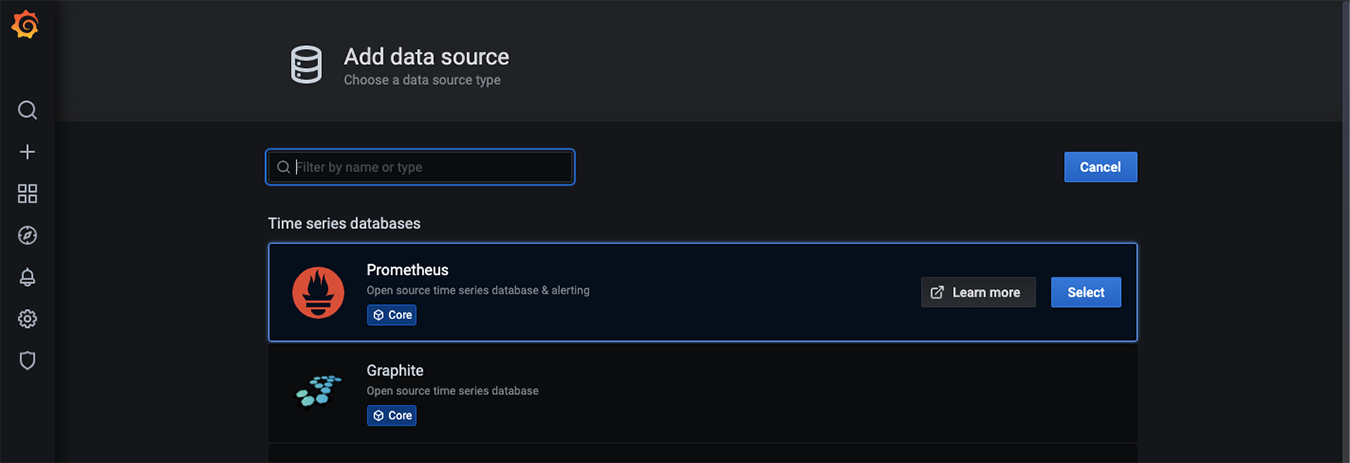 Add data source
Choose a data source type
Filter by name or type
Cancel
Time series databases
Prometheus
Open source time series database & alerting
Core
Learn more
Select
Graphite
Open source time series database
Core